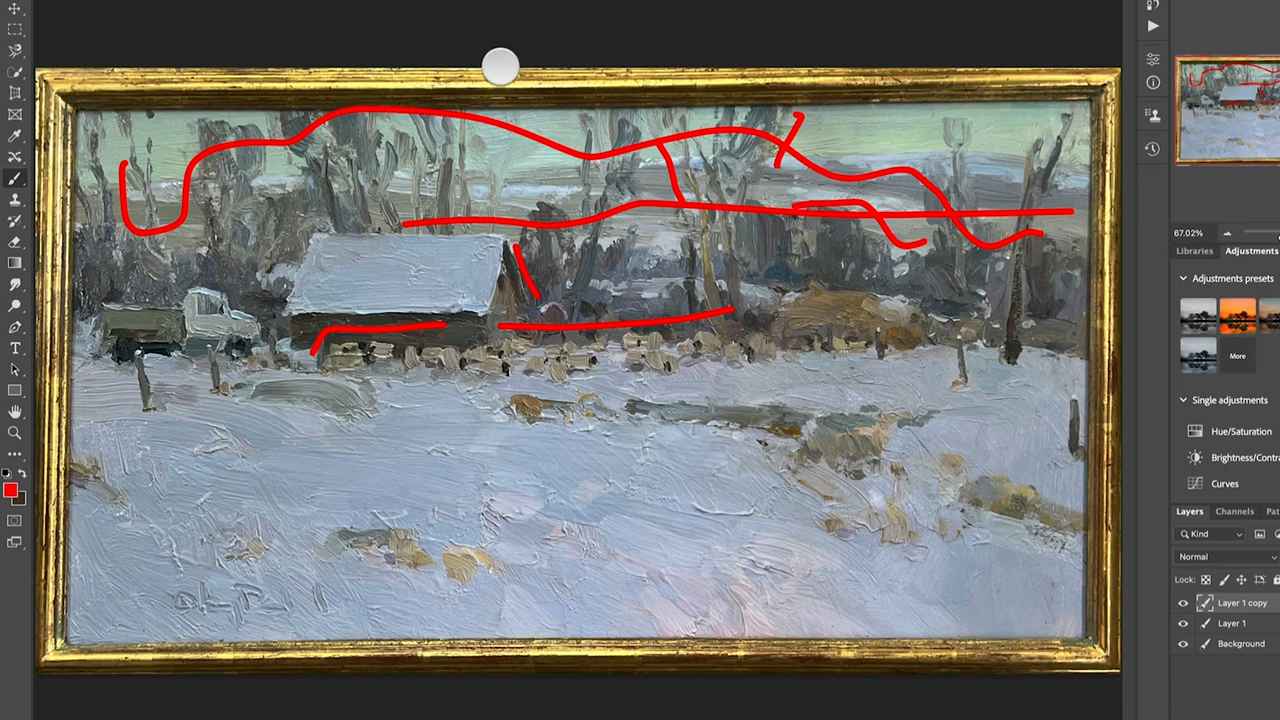 67.02%
Libraries Adjustments
Adjustments presets
More
Single adjustments
Hue/Saturation
Brightness/Contra
Curves
Layers Channels Pat
Kind
Normal
Lock:
Layer 1 copy
Layer 1
Background